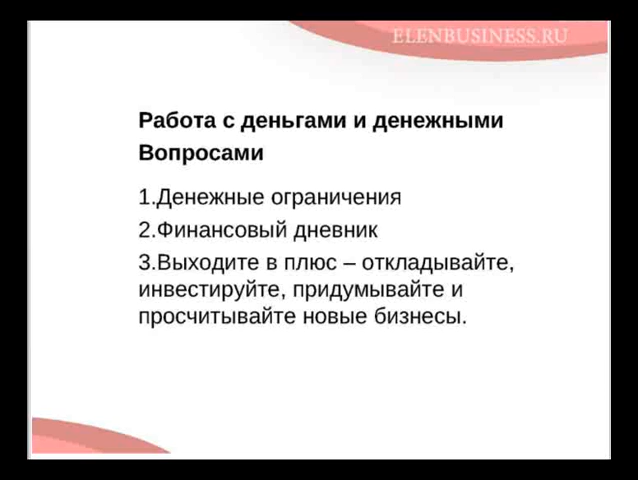 ELENBUSINESS.RU
Работа с деньгами и денежными
Вопросами
1.Денежные ограничения
2.Финансовый дневник
3.Выходите в плюс – откладывайте,
инвестируйте, придумывайте и
просчитывайте новые бизнесы.